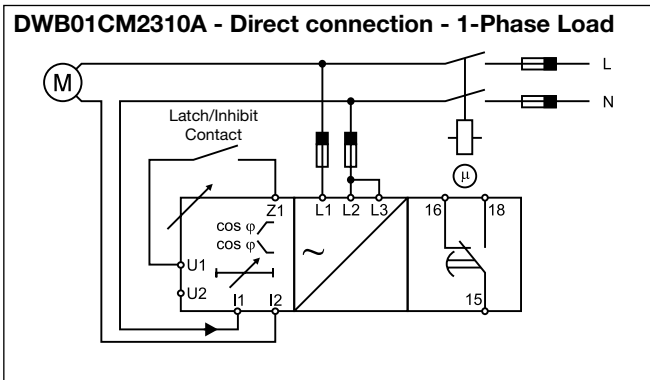 DWB01CM2310A - Direct connection - 1-Phase Load
L
M
N
Latch/Inhibit
Contact
μ
Z1
L1
L2
L3
16
18
cos φ
cos φ
~
U1
U2
I1
I2
15